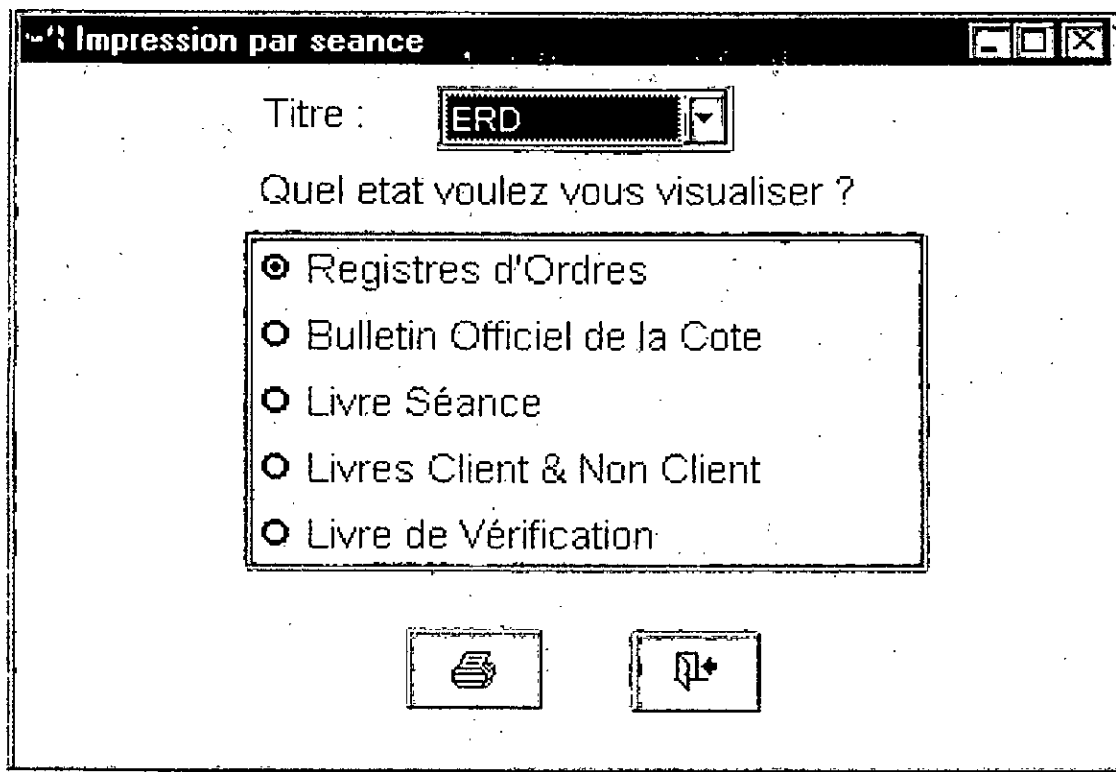 Impression par seance
Titre :
ERD
Quel etat voulez vous visualiser ?
Registres d'Ordres
Bulletin Officiel de la Cote
Livre Séance
Livres Client & Non Client
Livre de Vérification